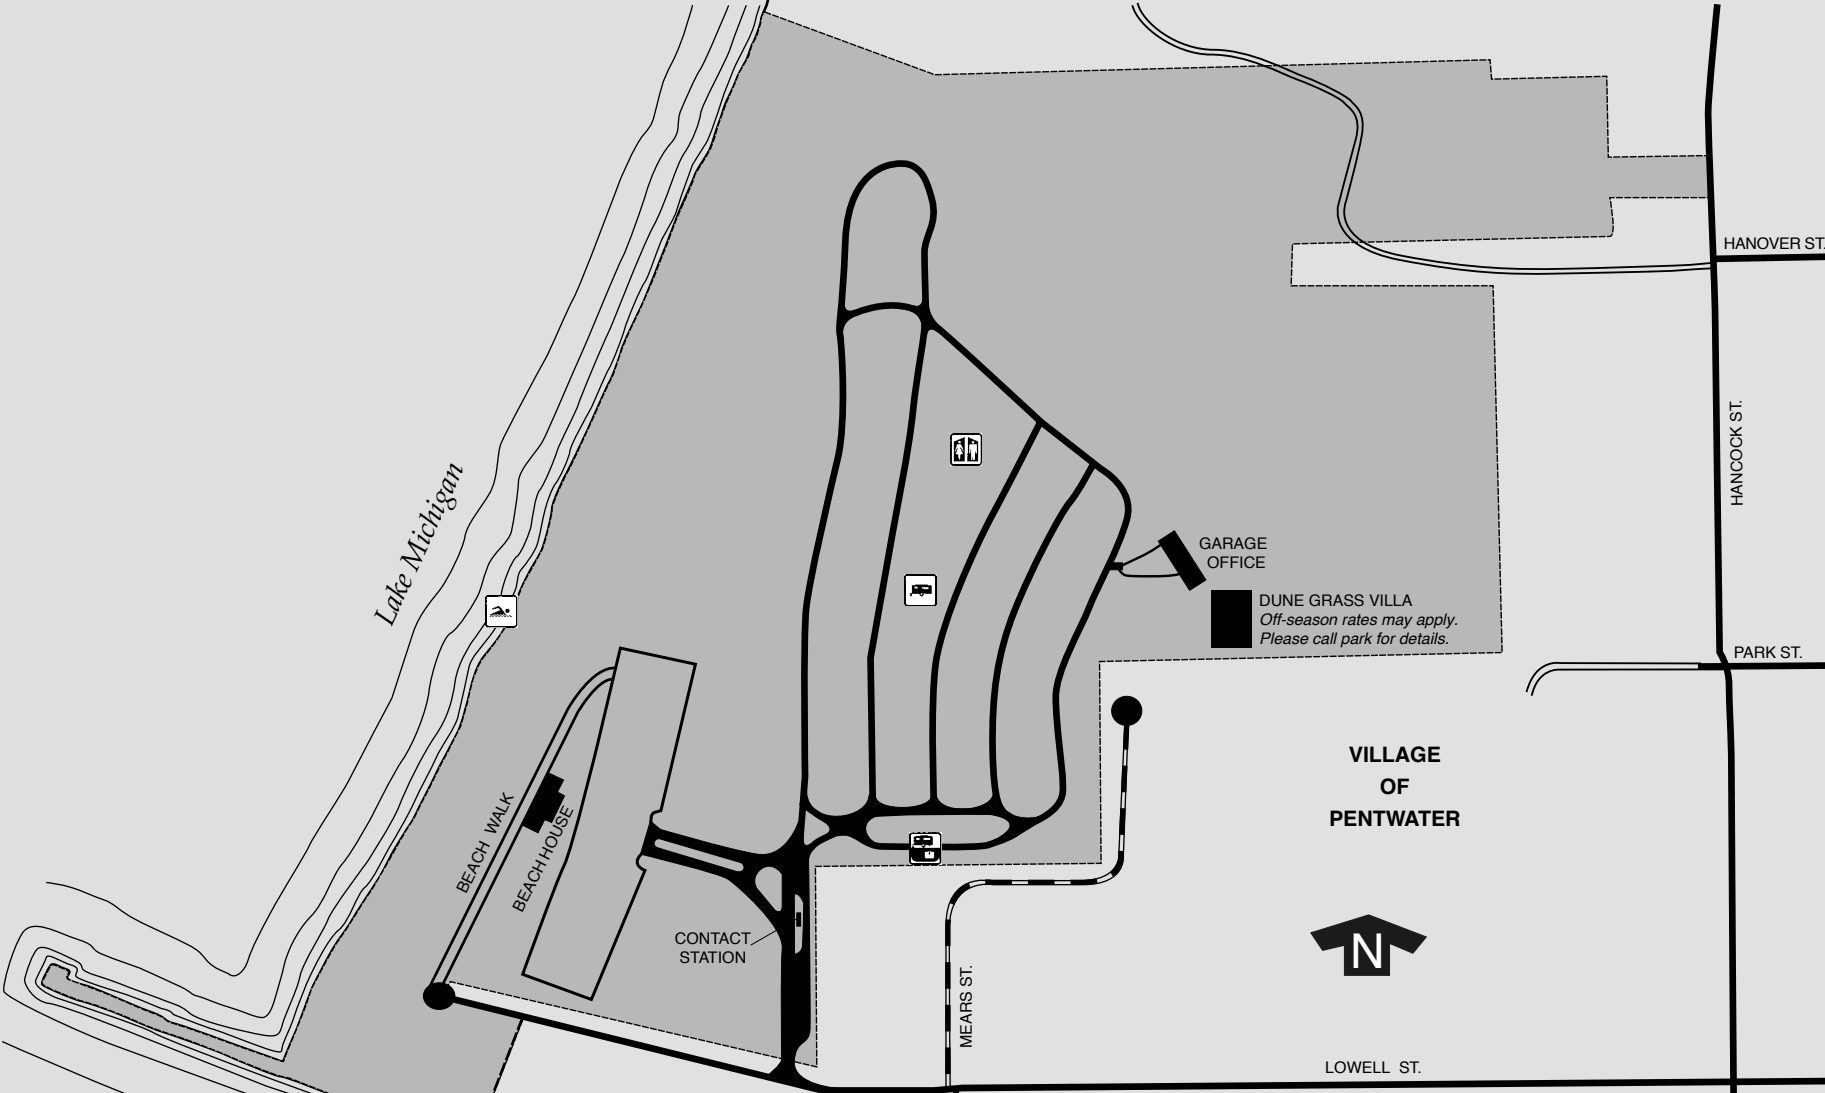 HANOVER ST.
HANCOCK ST.
Lake Michigan
GARAGE
OFFICE
DUNE GRASS VILLA
Off-season rates may apply.
Please call park for details.
PARK ST.
VILLAGE
OF
PENTWATER
BEACH WALK
BEACH HOUSE
CONTACT
STATION
MEARS ST.
N
LOWELL ST.